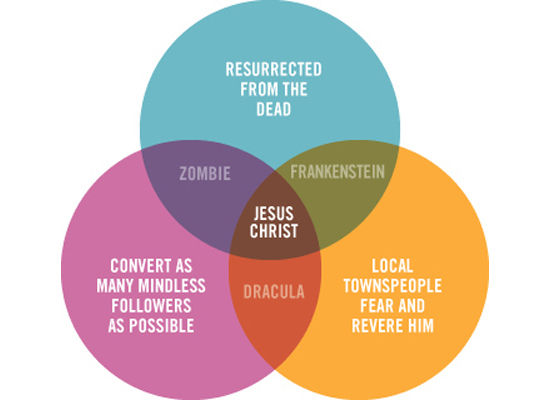 RESURRECTED
FROM THE
DEAD
ZOMBIE
FRANKENSTEIN
JESUS
CHRIST
CONVERT AS
MANY MINDLESS
FOLLOWERS
AS POSSIBLE
DRACULA
LOCAL
TOWNSPEOPLE
FEAR AND
REVERE HIM